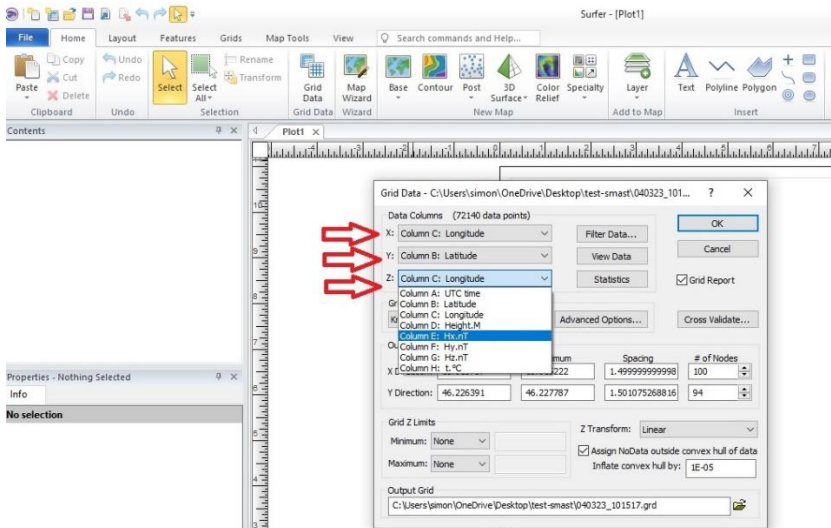 Surfer - [Plot1]
File Home Layout Features Grids Map Tools View Search commands and Help...
Paste
Copy
Cut
Delete
Clipboard
Undo
Redo
Undo
Select
Select All
Rename
Transform
Selection
Grid Data
Grid Data
Map Wizard
Wizard
Base
Contour
Post
3D Surface
Color Relief
Specialty
New Map
Layer
Add to Map
Text
Polyline
Polygon
Insert
Contents
Plot1
Grid Data - C:\Users\simon\OneDrive\Desktop\test-smast\040323_101...
Data Columns (72140 data points)
X: Column C: Longitude
Y: Column B: Latitude
Z: Column C: Longitude
Column A: UTC time
Column B: Latitude
Column C: Longitude
Column D: Height.M
Column E: Hx.nT
Column F: Hy.nT
Column G: Hz.nT
Column H: t.°C
Filter Data...
View Data
Statistics
OK
Cancel
Grid Report
Advanced Options...
Cross Validate...
Spacing # of Nodes
1.499999999998 100
Y Direction: 46.226391 46.227787 1.501075268816 94
Grid Z Limits
Minimum: None
Maximum: None
Z Transform: Linear
Assign NoData outside convex hull of data
Inflate convex hull by: 1E-05
Output Grid
C:\Users\simon\OneDrive\Desktop\test-smast\040323_101517.grd
Properties - Nothing Selected
Info
No selection